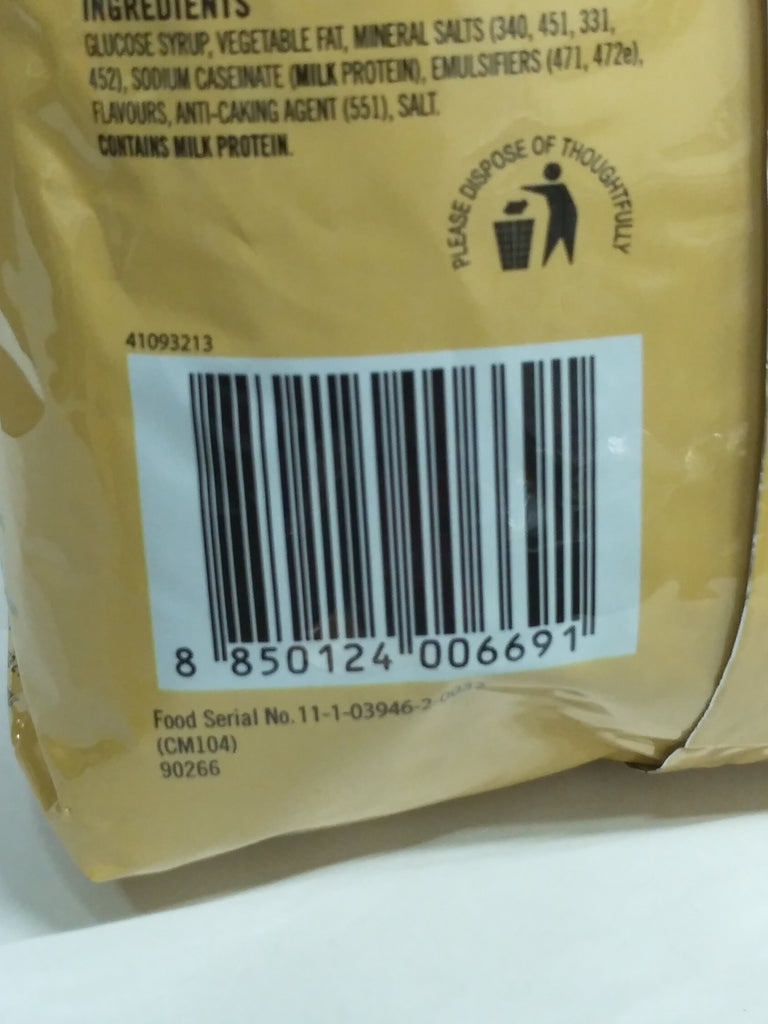 INGREDIENTS
GLUCOSE SYRUP, VEGETABLE FAT, MINERAL SALTS (340, 451, 331,
452), SODIUM CASEINATE (MILK PROTEIN), EMULSIFIERS (471, 472e),
FLAVOURS, ANTI-CAKING AGENT (551), SALT.
CONTAINS MILK PROTEIN.
PLEASE DISPOSE OF THOUGHTFULLY
41093213
8 850124 006691
Food Serial No. 11-1-03946-2-0032
(CM104)
90266